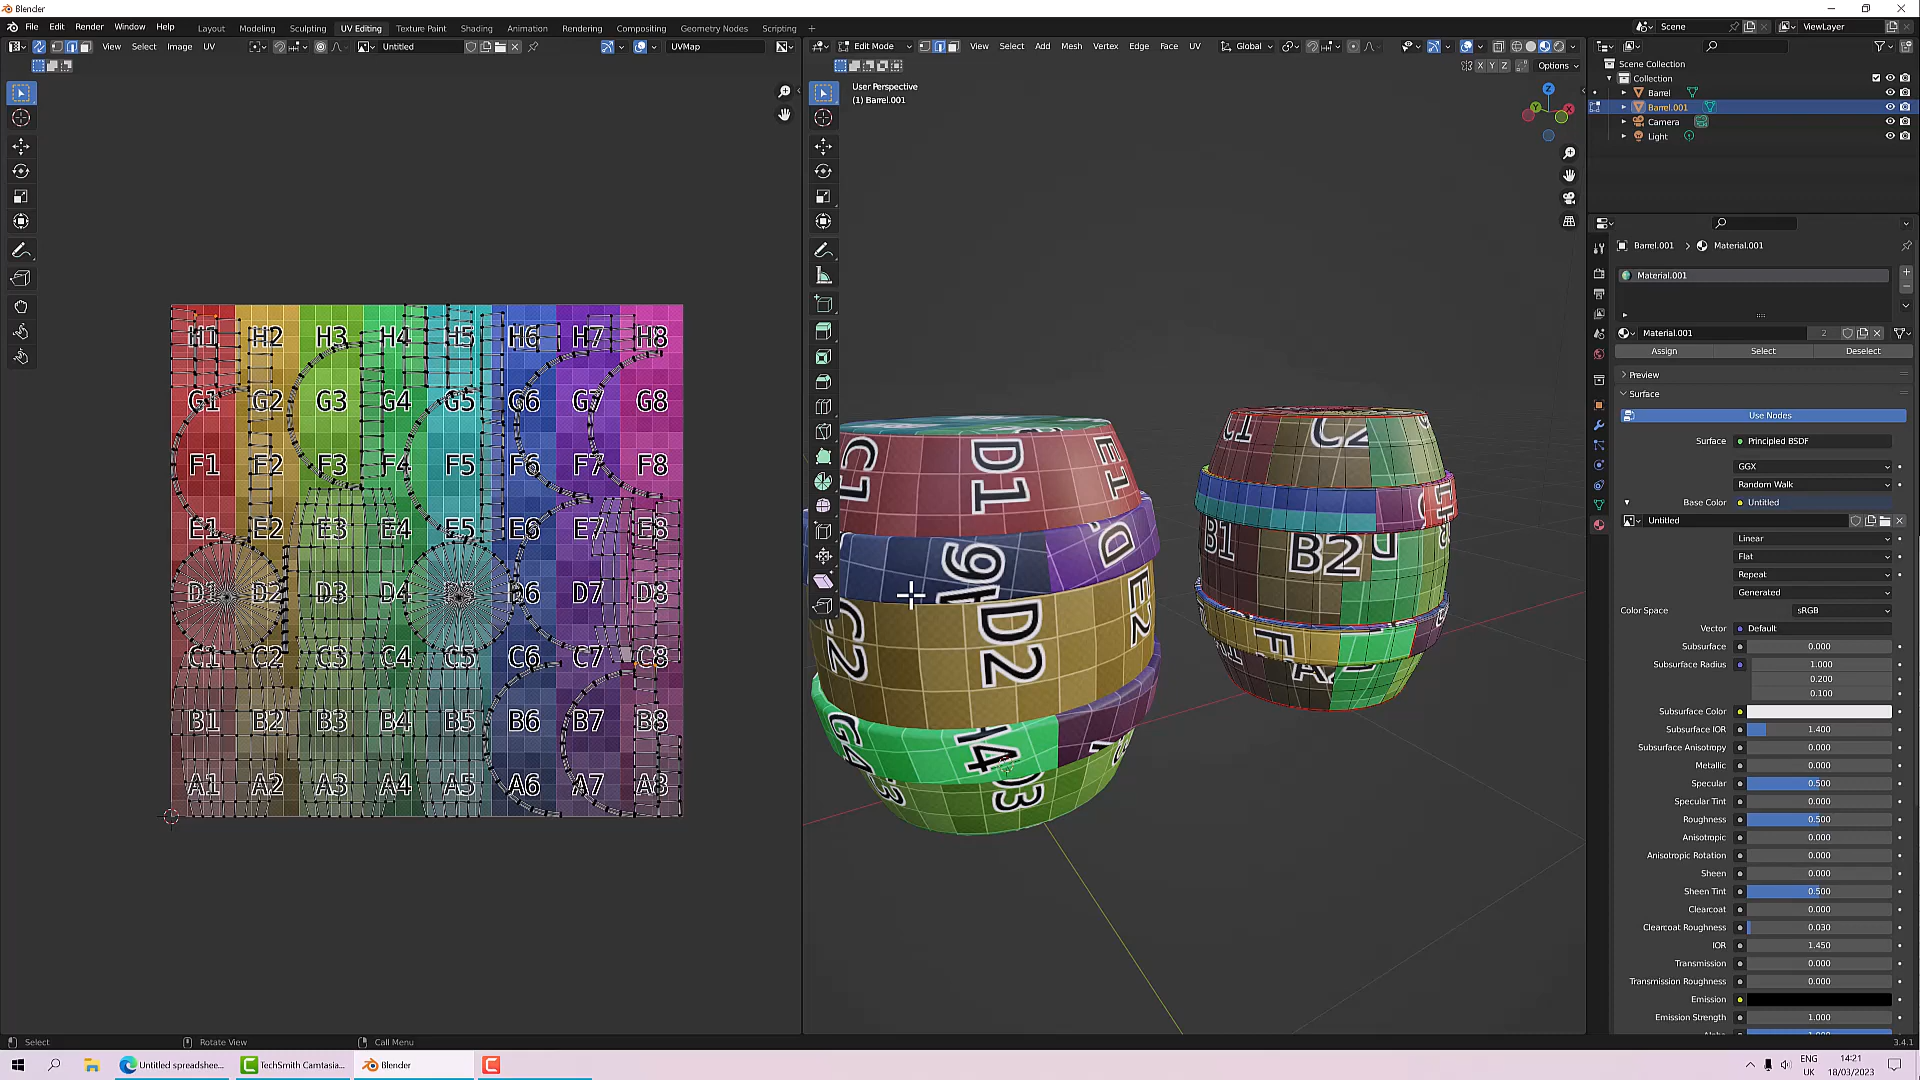 Blender
File Edit Render Window Help Layout Modeling Sculpting UV Editing Texture Paint Shading Animation Rendering Compositing Geometry Nodes Scripting + Scene ViewLayer
View Select Image UV Untitled UVMap Edit Mode View Select Add Mesh Vertex Edge Face UV Global
X Y Z Options
User Perspective
(1) Barrel.001
Scene Collection
Collection
Barrel
Barrel.001
Camera
Light
Barrel.001 > Material.001
Material.001
Material.001 2
Assign Select Deselect
Preview
Surface
Use Nodes
Surface Principled BSDF
GGX
Random Walk
Base Color Untitled
Untitled
Linear
Flat
Repeat
Generated
Color Space sRGB
Vector Default
Subsurface 0.000
Subsurface Radius 1.000
0.200
0.100
Subsurface Color
Subsurface IOR 1.400
Subsurface Anisotropy 0.000
Metallic 0.000
Specular 0.500
Specular Tint 0.000
Roughness 0.500
Anisotropic 0.000
Anisotropic Rotation 0.000
Sheen 0.000
Sheen Tint 0.500
Clearcoat 0.000
Clearcoat Roughness 0.030
IOR 1.450
Transmission 0.000
Transmission Roughness 0.000
Emission
Emission Strength 1.000
H1 H2 H3 H4 H5 H6 H7 H8
G1 G2 G3 G4 G5 G6 G7 G8
F1 F2 F3 F4 F5 F6 F7 F8
E1 E2 E3 E4 E5 E6 E7 E8
D1 D2 D3 D5 D6 D7 D8
C1 C2 C3 C4 C5 C6 C7 C8
B1 B2 B3 B4 B5 B6 B7 B8
A1 A2 A3 A4 A5 A6 A7 A8
C1 D1 E1
D
C2 D2 E2
G4
D3
C1 C2
B1 B2 D
F
Select Rotate View Call Menu 3.4.1
Untitled spreadshee... TechSmith Camtasia... Blender
ENG
UK
14:21
18/03/2023